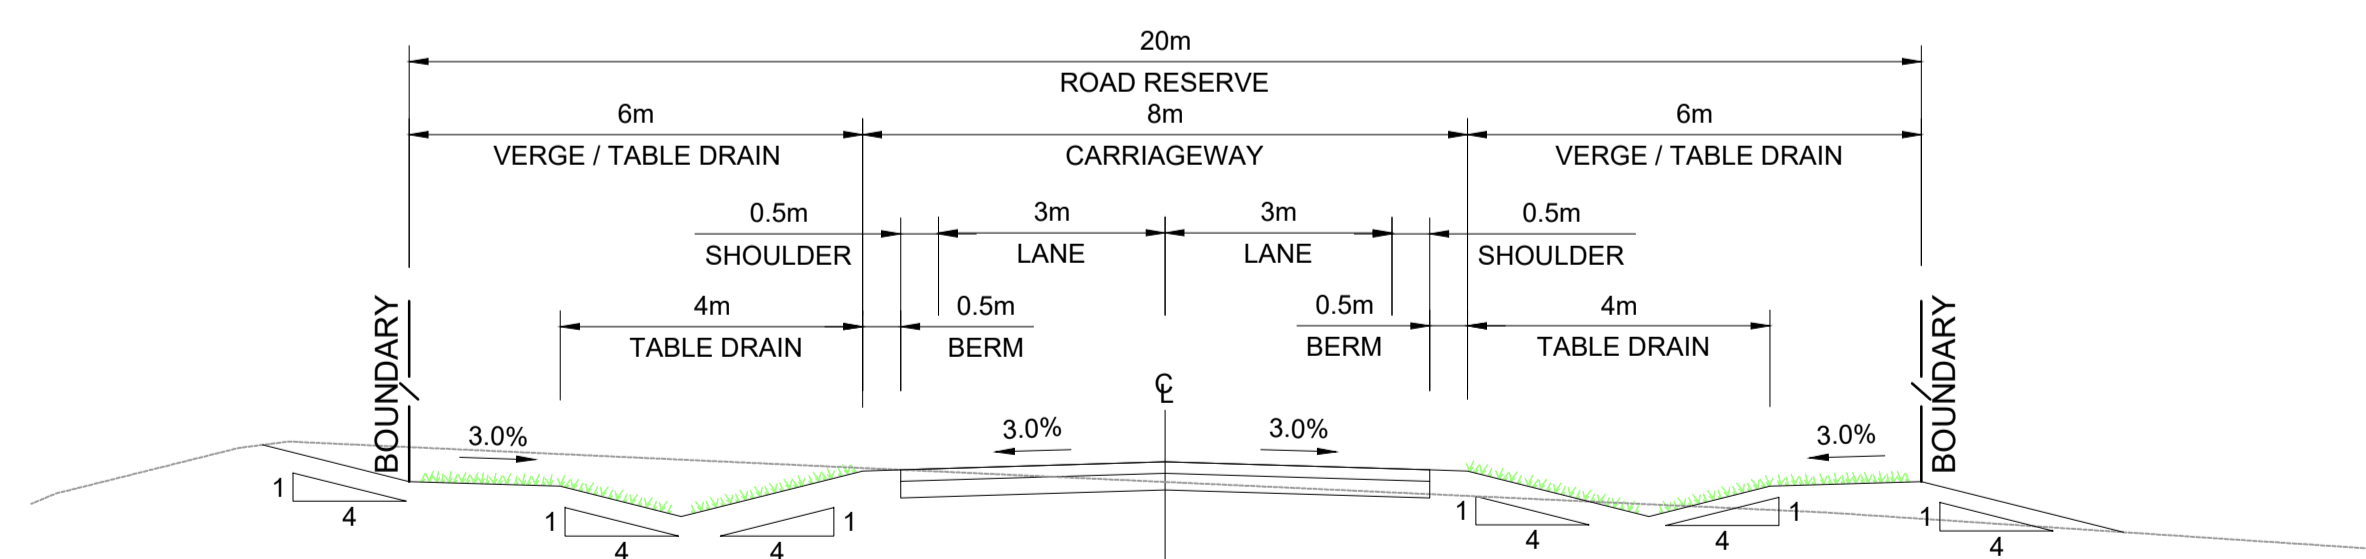 20m
ROAD RESERVE
6m
8m
6m
VERGE / TABLE DRAIN
CARRIAGEWAY
VERGE / TABLE DRAIN
0.5m
3m
3m
0.5m
SHOULDER
LANE
LANE
SHOULDER
4m
0.5m
0.5m
4m
TABLE DRAIN
BERM
BERM
TABLE DRAIN
BOUNDARY
BOUNDARY
CL
3.0%
3.0%
3.0%
3.0%
1
4
1
4
1
4
1
4
1
4
1
4